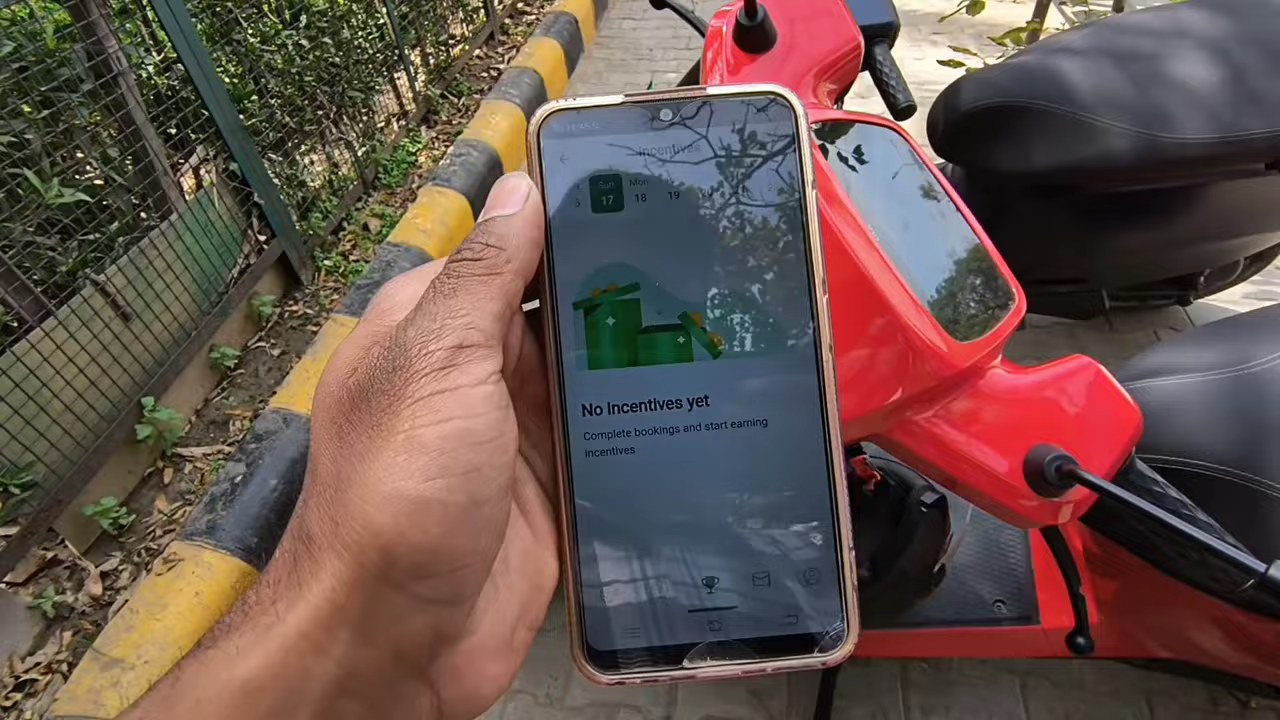 Incentives
Sun Mon
17 18 19
No incentives yet
Complete bookings and start earning
incentives